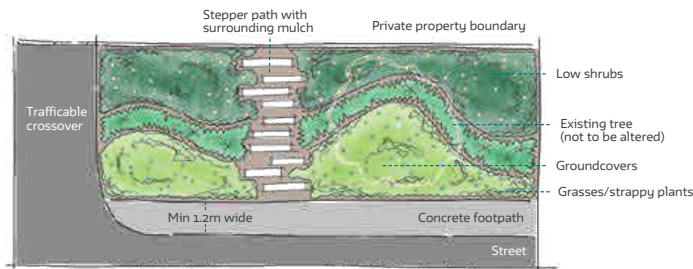 Stepper path with
surrounding mulch
Private property boundary
Low shrubs
Trafficable
crossover
Existing tree
(not to be altered)
Groundcovers
Grasses/strappy plants
Min 1.2m wide
Concrete footpath
Street